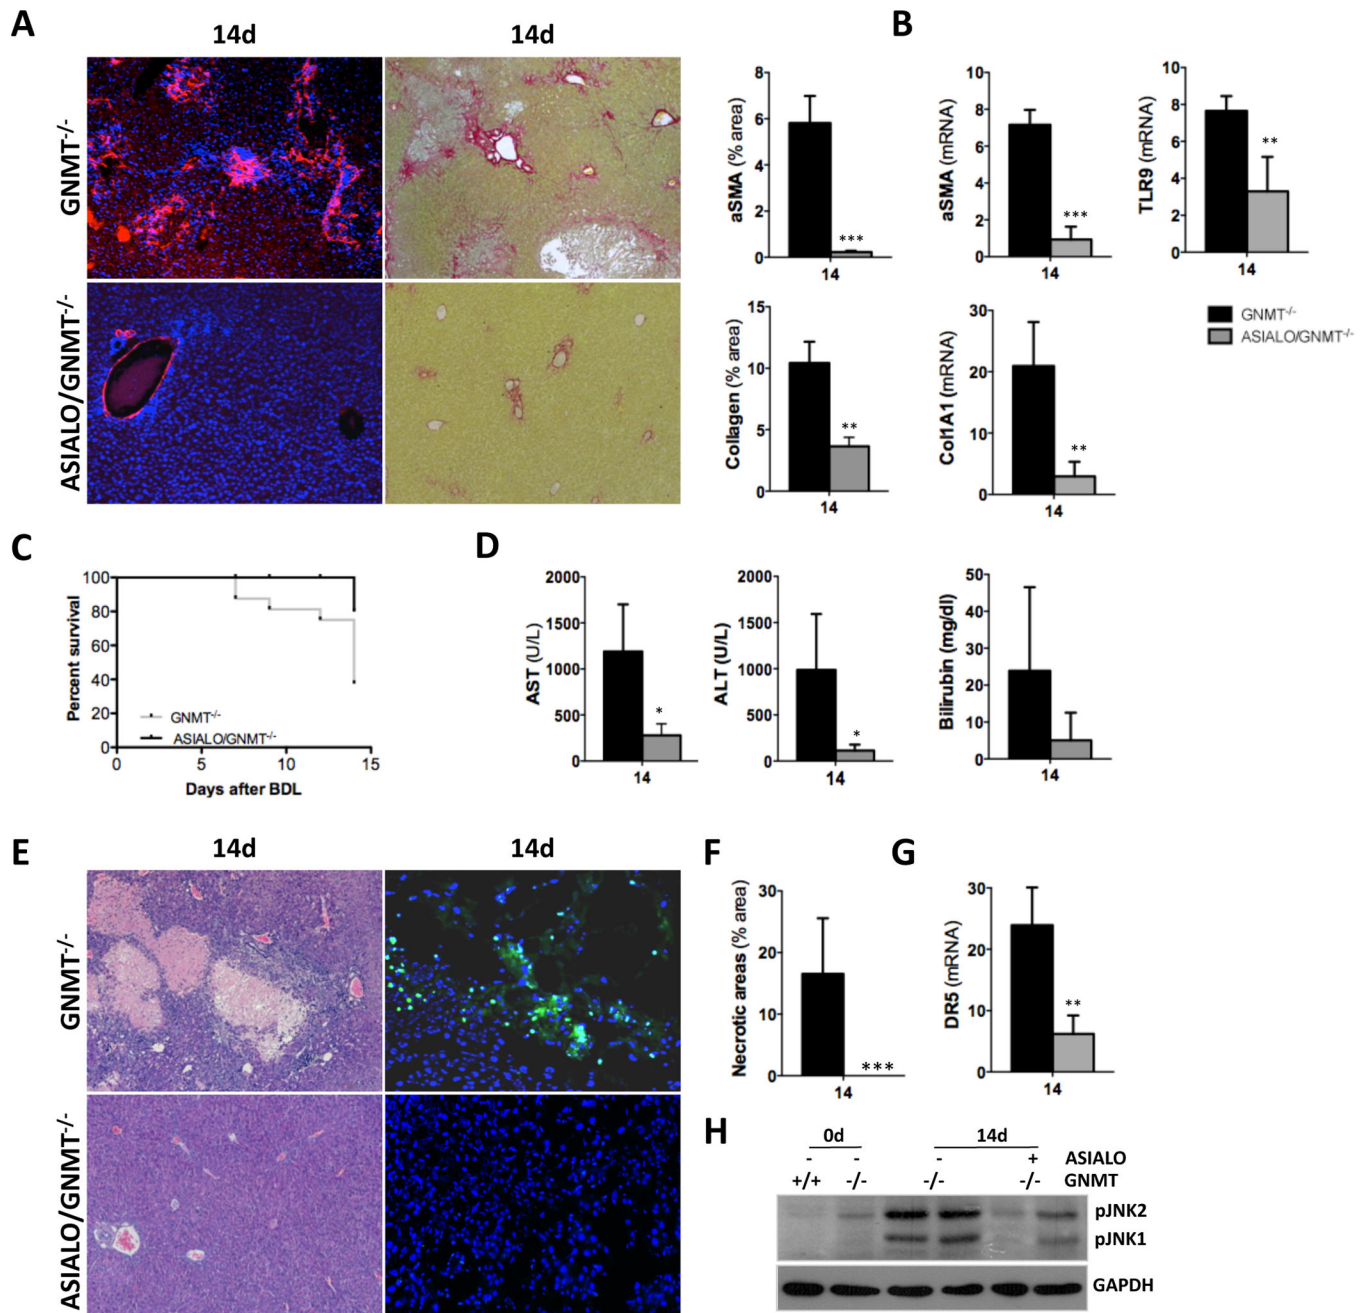 A
14d
14d
GNMT-/-
ASIALO/GNMT-/-
8
6
4
2
0
aSMA (% area)
***
14
15
10
5
0
Collagen (% area)
**
14
B
10
8
6
4
2
0
aSMA (mRNA)
***
14
10
8
6
4
2
0
TLR9 (mRNA)
**
14
30
20
10
0
Col1A1 (mRNA)
**
14
GNMT-/-
ASIALO/GNMT-/-
C
100
80
60
40
20
0
Percent survival
GNMT-/-
ASIALO/GNMT-/-
0
5
10
15
Days after BDL
D
2000
1500
1000
500
0
AST (U/L)
*
14
2000
1500
1000
500
0
ALT (U/L)
*
14
50
40
30
20
10
0
Bilirubin (mg/dl)
14
E
14d
14d
GNMT-/-
ASIALO/GNMT-/-
F
30
20
10
0
Necrotic areas (% area)
***
14
G
30
20
10
0
DR5 (mRNA)
**
14
H
0d 14d
- - - + ASIALO
+/+ -/- -/- -/- GNMT
pJNK2
pJNK1
GAPDH